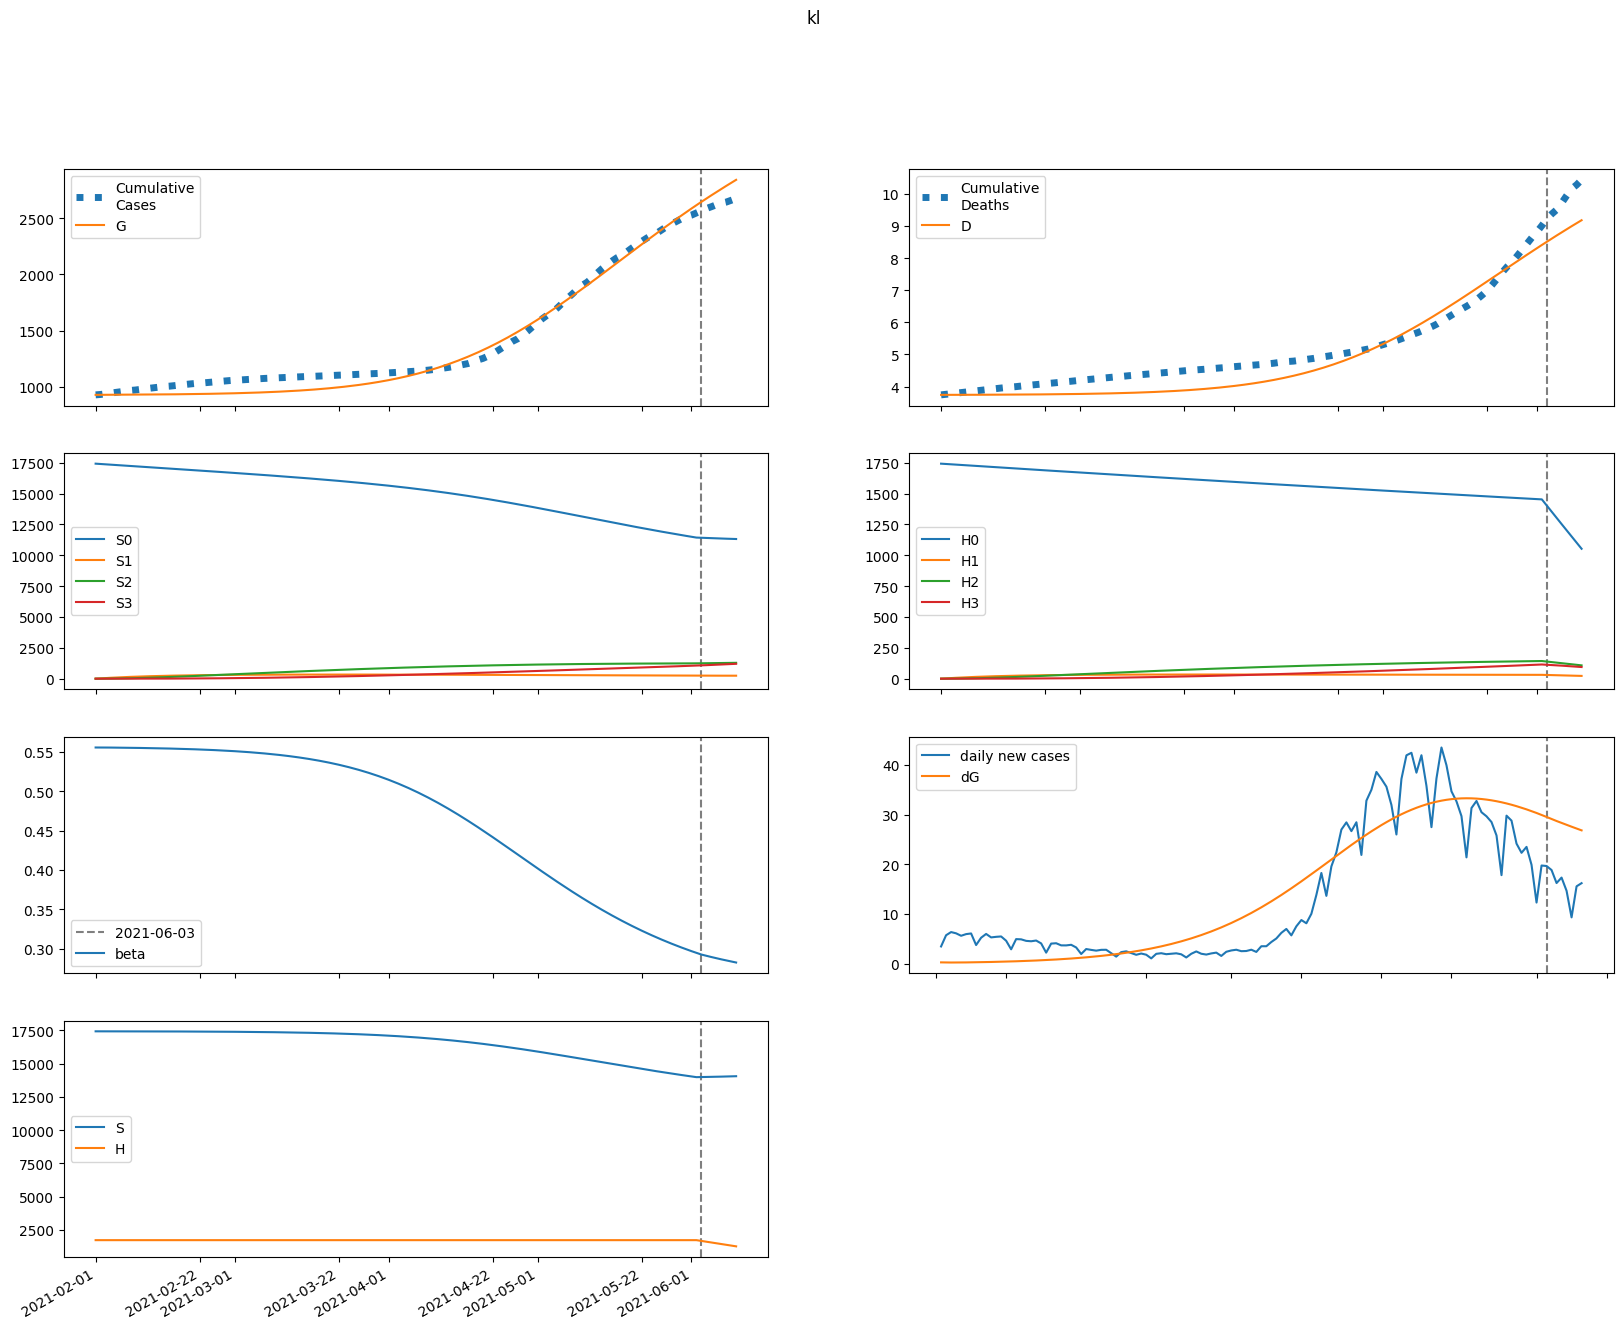 kl
Cumulative
Cases
G
2500
2000
1500
1000
Cumulative
Deaths
D
10
9
8
7
6
5
4
17500
15000
12500
10000
7500
5000
2500
0
S0
S1
S2
S3
1750
1500
1250
1000
750
500
250
0
H0
H1
H2
H3
0.55
0.50
0.45
0.40
0.35
0.30
2021-06-03
beta
40
30
20
10
0
daily new cases
dG
17500
15000
12500
10000
7500
5000
2500
S
H
2021-02-01
2021-02-22
2021-03-01
2021-03-22
2021-04-01
2021-04-22
2021-05-01
2021-05-22
2021-06-01